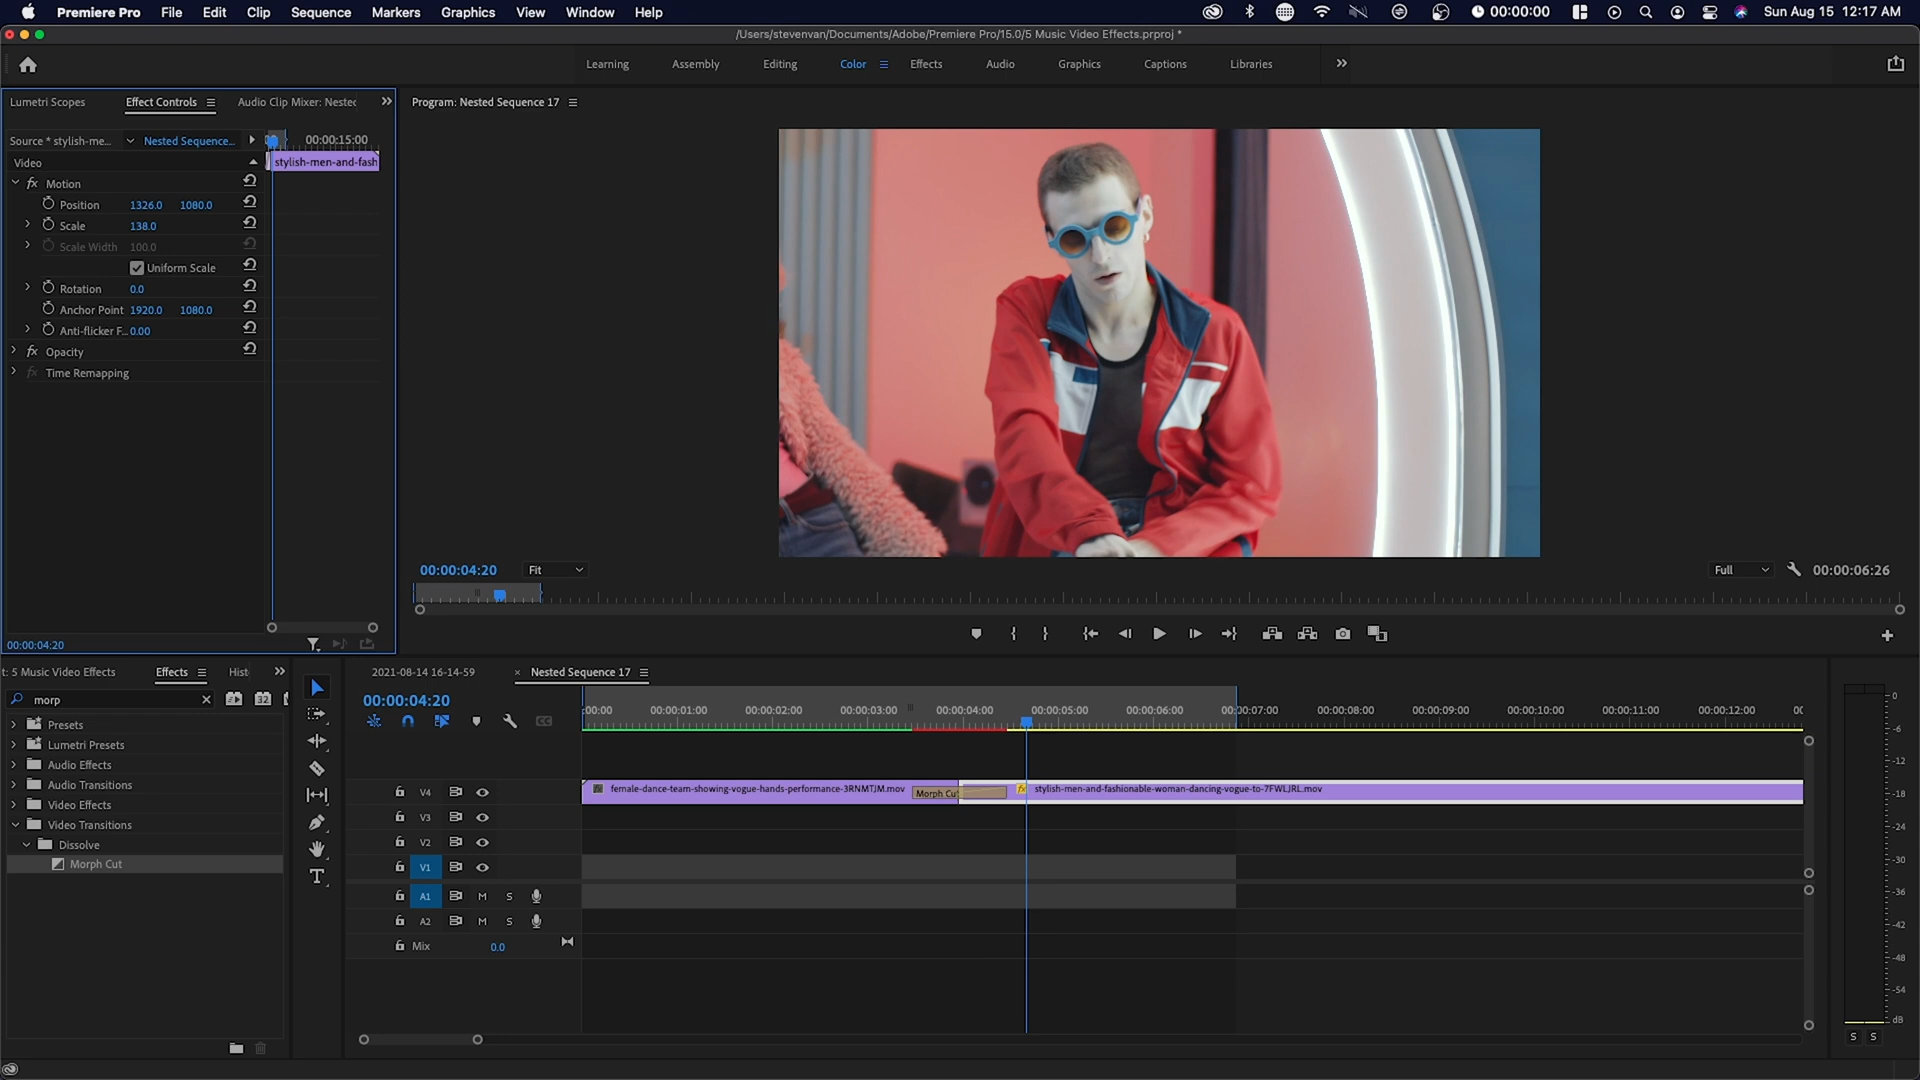 Premiere Pro File Edit Clip Sequence Markers Graphics View Window Help 00:00:00 Sun Aug 15 12:17 AM
/Users/stevenvan/Documents/Adobe/Premiere Pro/15.0/5 Music Video Effects.prproj *
Learning Assembly Editing Color Effects Audio Graphics Captions Libraries
Lumetri Scopes Effect Controls Audio Clip Mixer: Nested
Source * stylish-me... Nested Sequence... 00:00:15:00
Video stylish-men-and-fash
fx Motion
Position 1326.0 1080.0
Scale 138.0
Scale Width 100.0
Uniform Scale
Rotation 0.0
Anchor Point 1920.0 1080.0
Anti-flicker F... 0.00
fx Opacity
fx Time Remapping
00:00:04:20
Program: Nested Sequence 17
00:00:04:20 Fit Full 00:00:06:26
t: 5 Music Video Effects Effects Hist
morp 32
Presets
Lumetri Presets
Audio Effects
Audio Transitions
Video Effects
Video Transitions
Dissolve
Morph Cut
2021-08-14 16-14-59 × Nested Sequence 17
00:00:04:20
:00:00 00:00:01:00 00:00:02:00 00:00:03:00 00:00:04:00 00:00:05:00 00:00:06:00 00:00:07:00 00:00:08:00 00:00:09:00 00:00:10:00 00:00:11:00 00:00:12:00 00
V4 female-dance-team-showing-vogue-hands-performance-3RNMTJM.mov Morph Cut fx stylish-men-and-fashionable-woman-dancing-vogue-to-7FWLJRL.mov
V3
V2
V1
A1 M S
A2 M S
Mix 0.0
0
-6
-12
-18
-24
-30
-36
-42
-48
-54
dB
S S